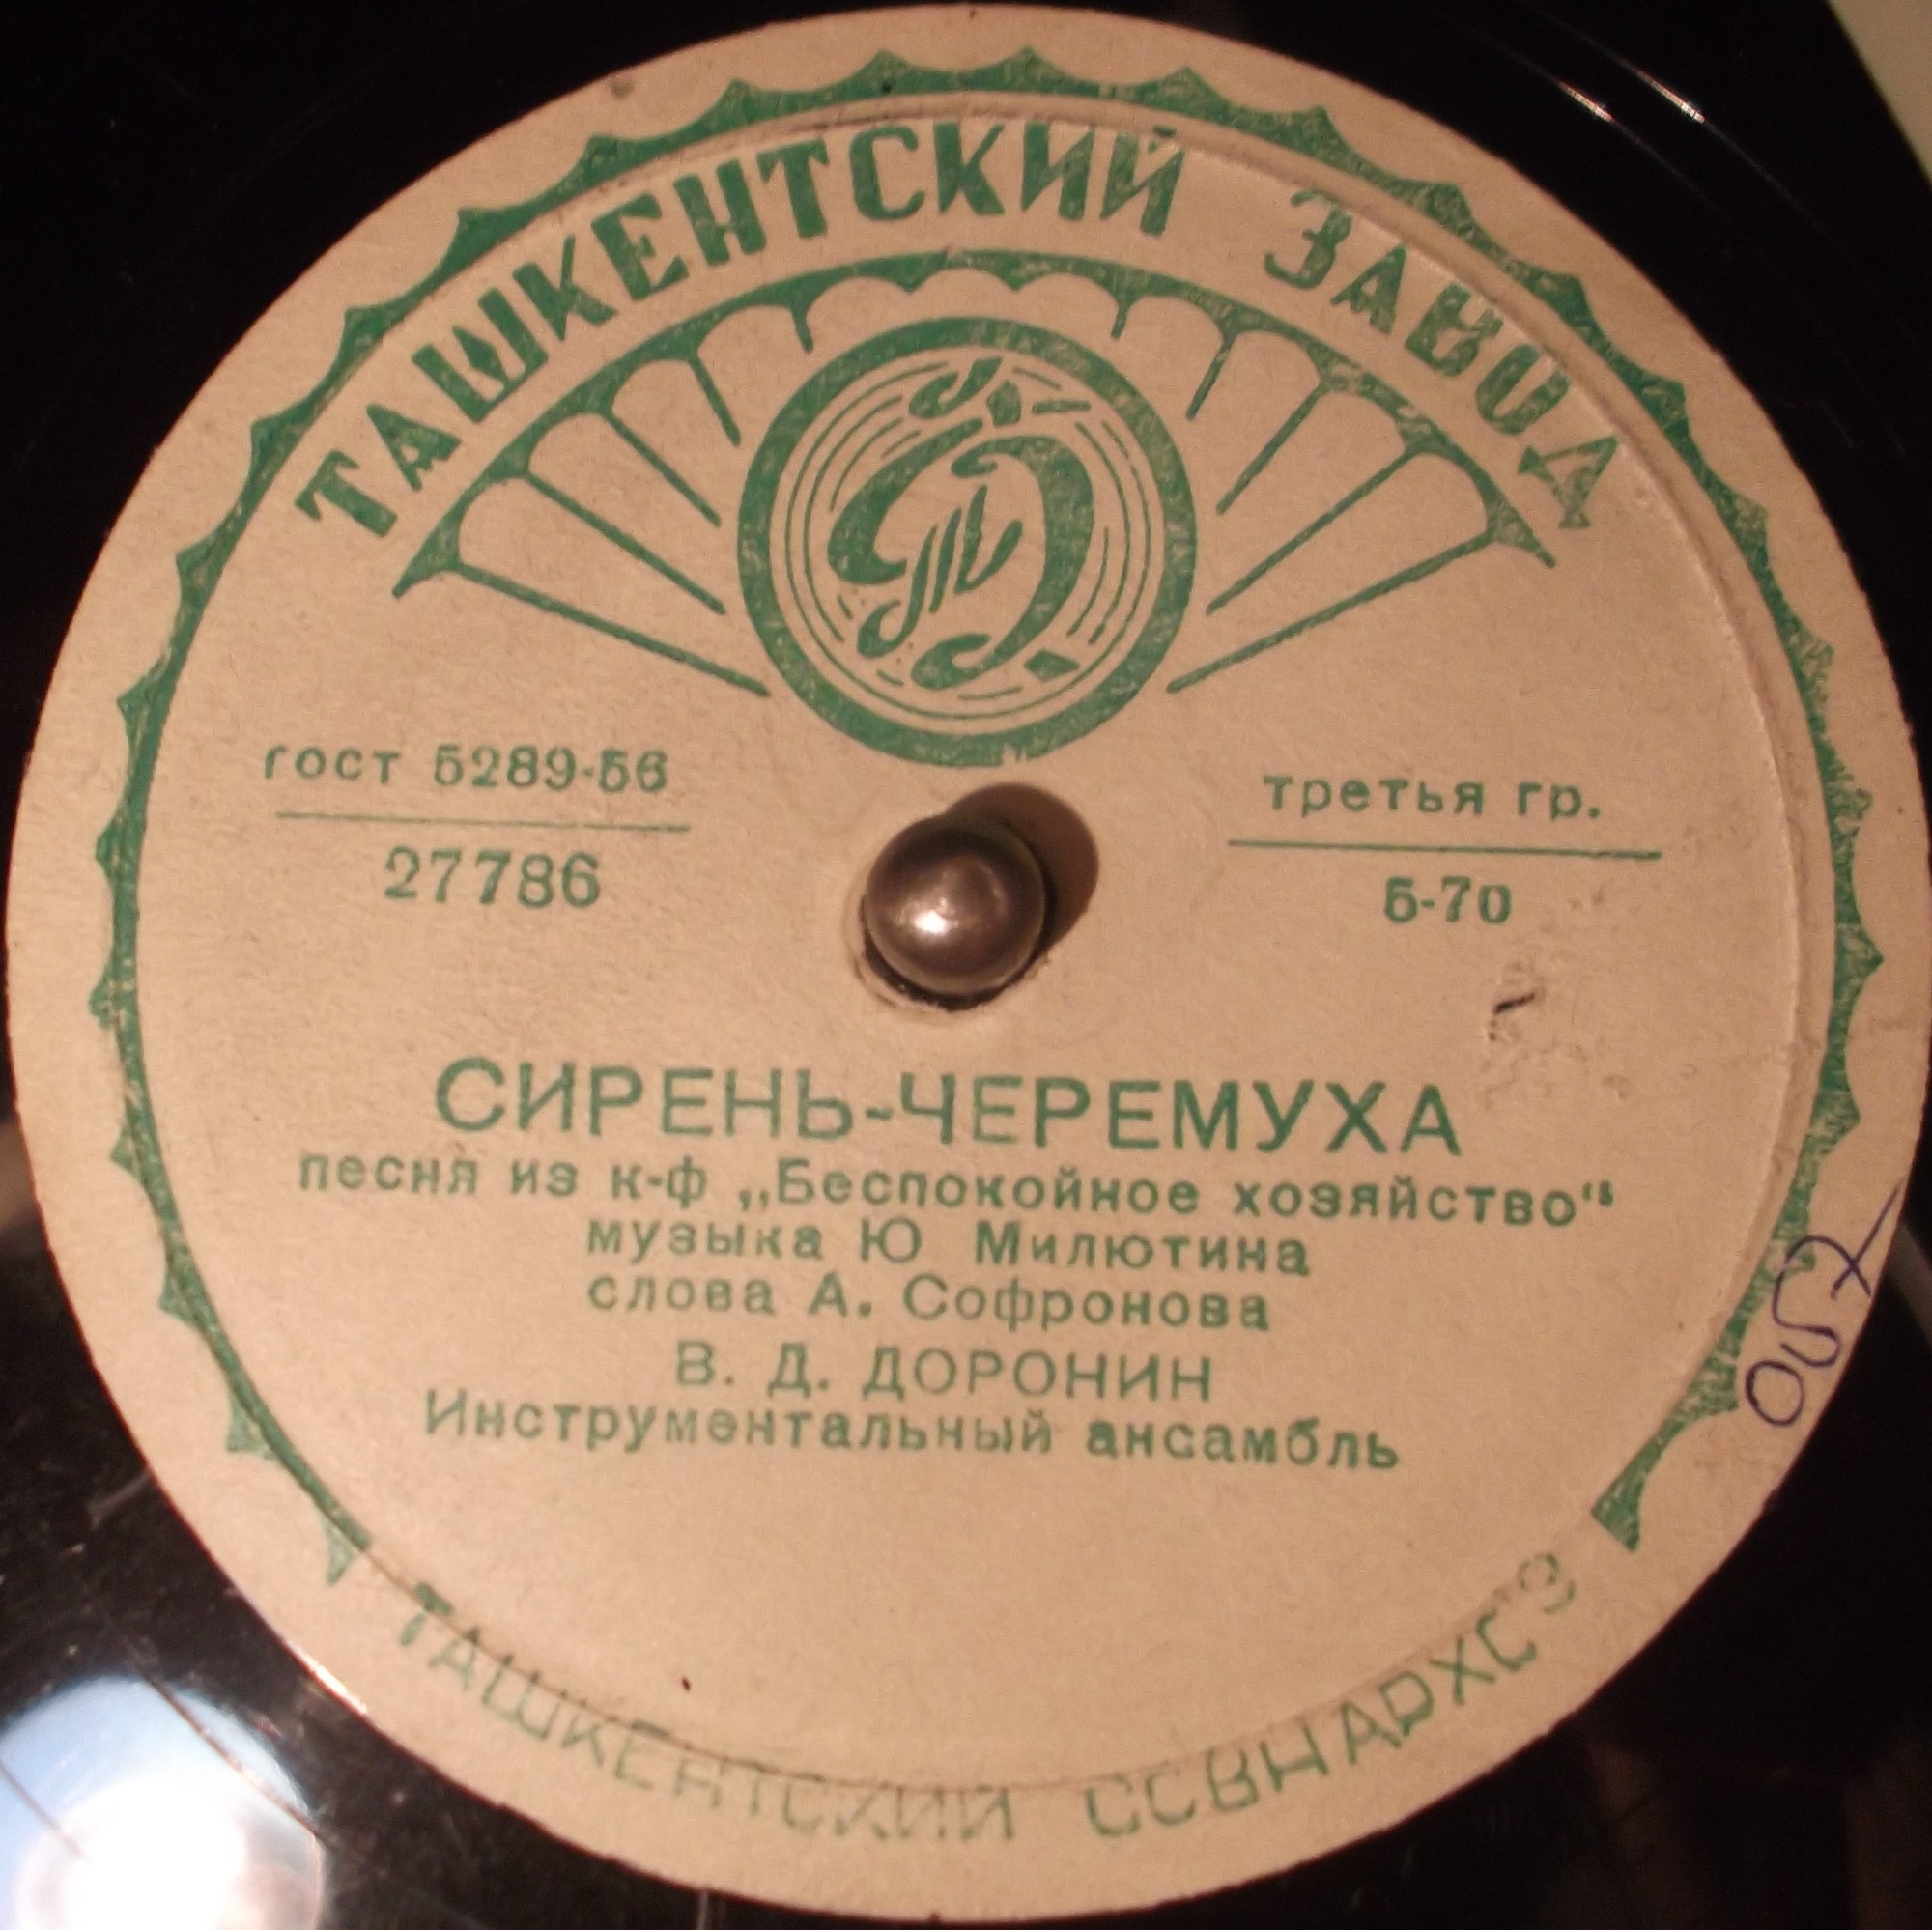 ТАШКЕНТСКИЙ ЗАВОД
гост 5289-56
27786
третья гр.
5-70
СИРЕНЬ-ЧЕРЕМУХА
песня из к-ф „Беспокойное хозяйство“
музыка Ю Милютина
слова А. Софронова
В. Д. ДОРОНИН
Инструментальный ансамбль
ТАШКЕНТСКИЙ СОВНАРХОЗ